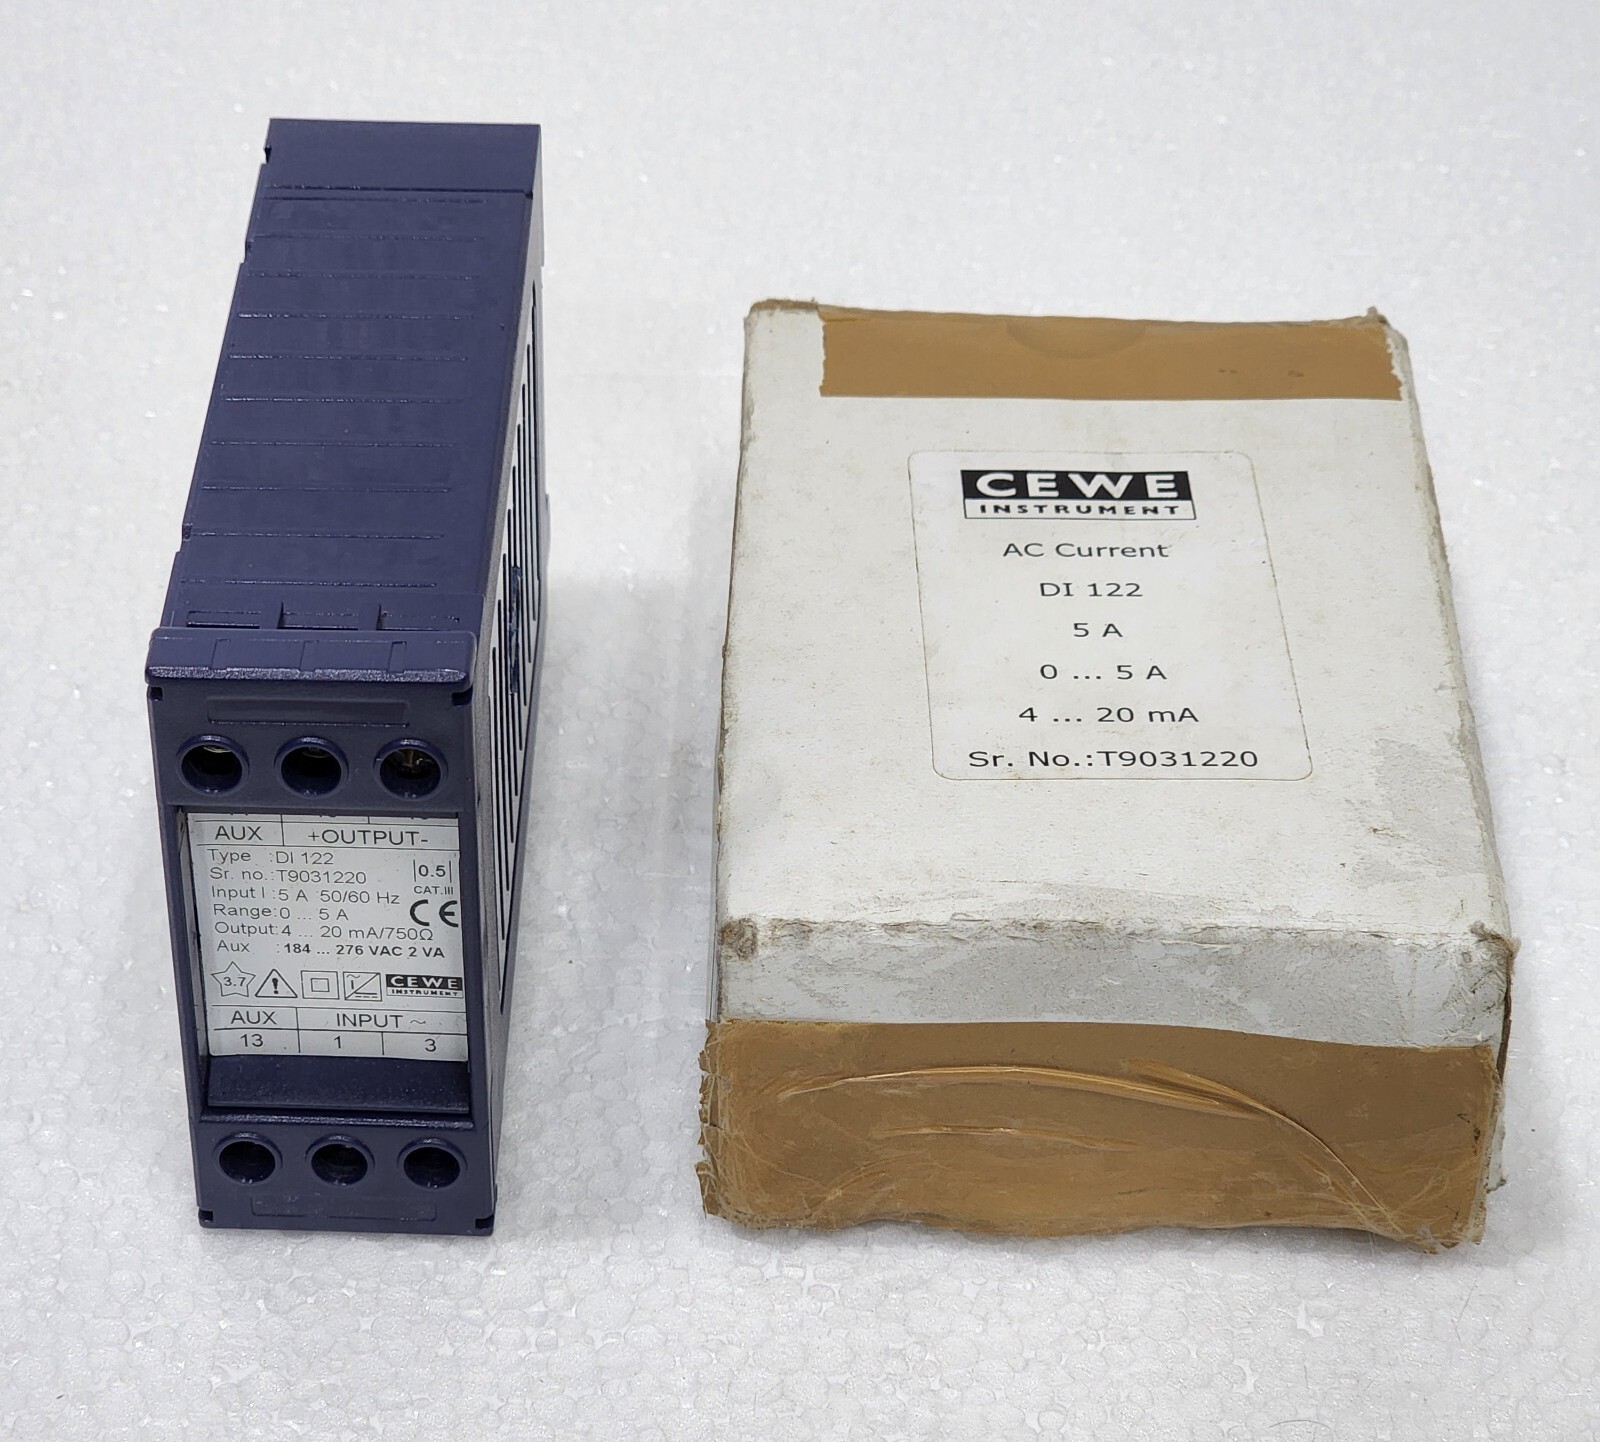 AUX +OUTPUT-
Type :DI 122
Sr. no.:T9031220
0.5
Input I :5 A 50/60 Hz
CAT.III
Range:0 ... 5 A
CE
Output:4 ... 20 mA/750Ω
Aux :184 ... 276 VAC 2 VA
3.7
CEWE
INSTRUMENT
AUX INPUT ~
13 1 3
CEWE
INSTRUMENT
AC Current
DI 122
5 A
0 ... 5 A
4 ... 20 mA
Sr. No.:T9031220